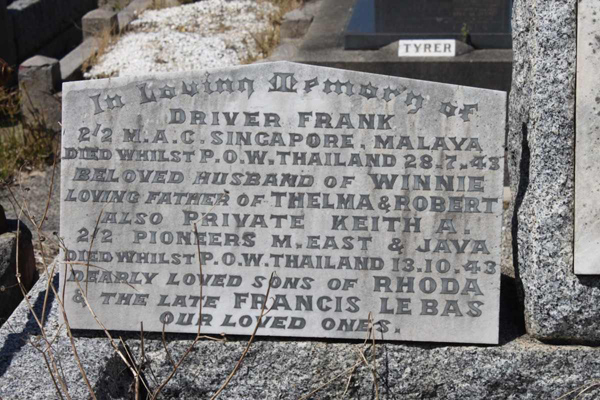 TYRER
In Loving Memory of
DRIVER FRANK
2/2 M.A.C. SINGAPORE, MALAYA
DIED WHILST P.O.W. THAILAND 28.7.43
BELOVED HUSBAND OF WINNIE
LOVING FATHER OF THELMA & ROBERT
ALSO PRIVATE KEITH A.
2/2 PIONEERS M. EAST & JAVA
DIED WHILST P.O.W. THAILAND 13.10.43
DEARLY LOVED SONS OF RHODA
& THE LATE FRANCIS LE BAS
OUR LOVED ONES.